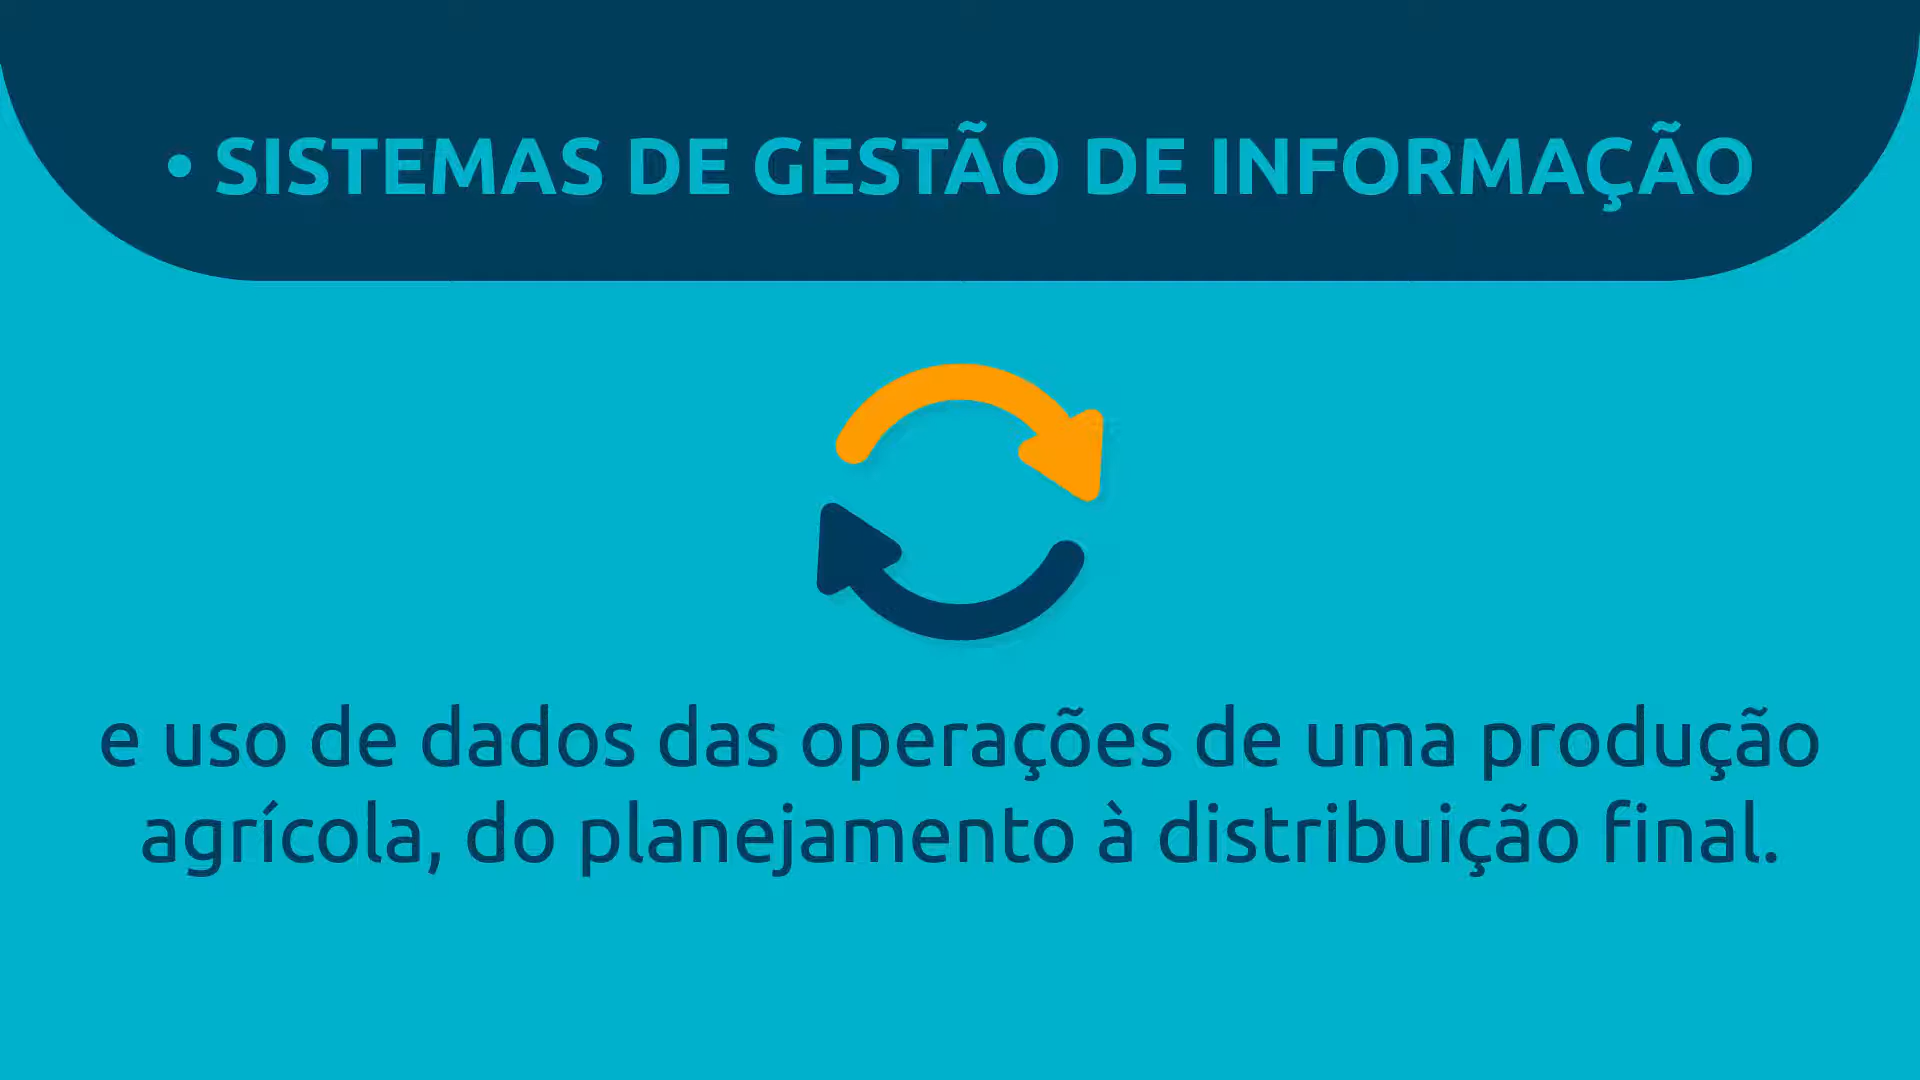 • SISTEMAS DE GESTÃO DE INFORMAÇÃO
e uso de dados das operações de uma produção
agrícola, do planejamento à distribuição final.